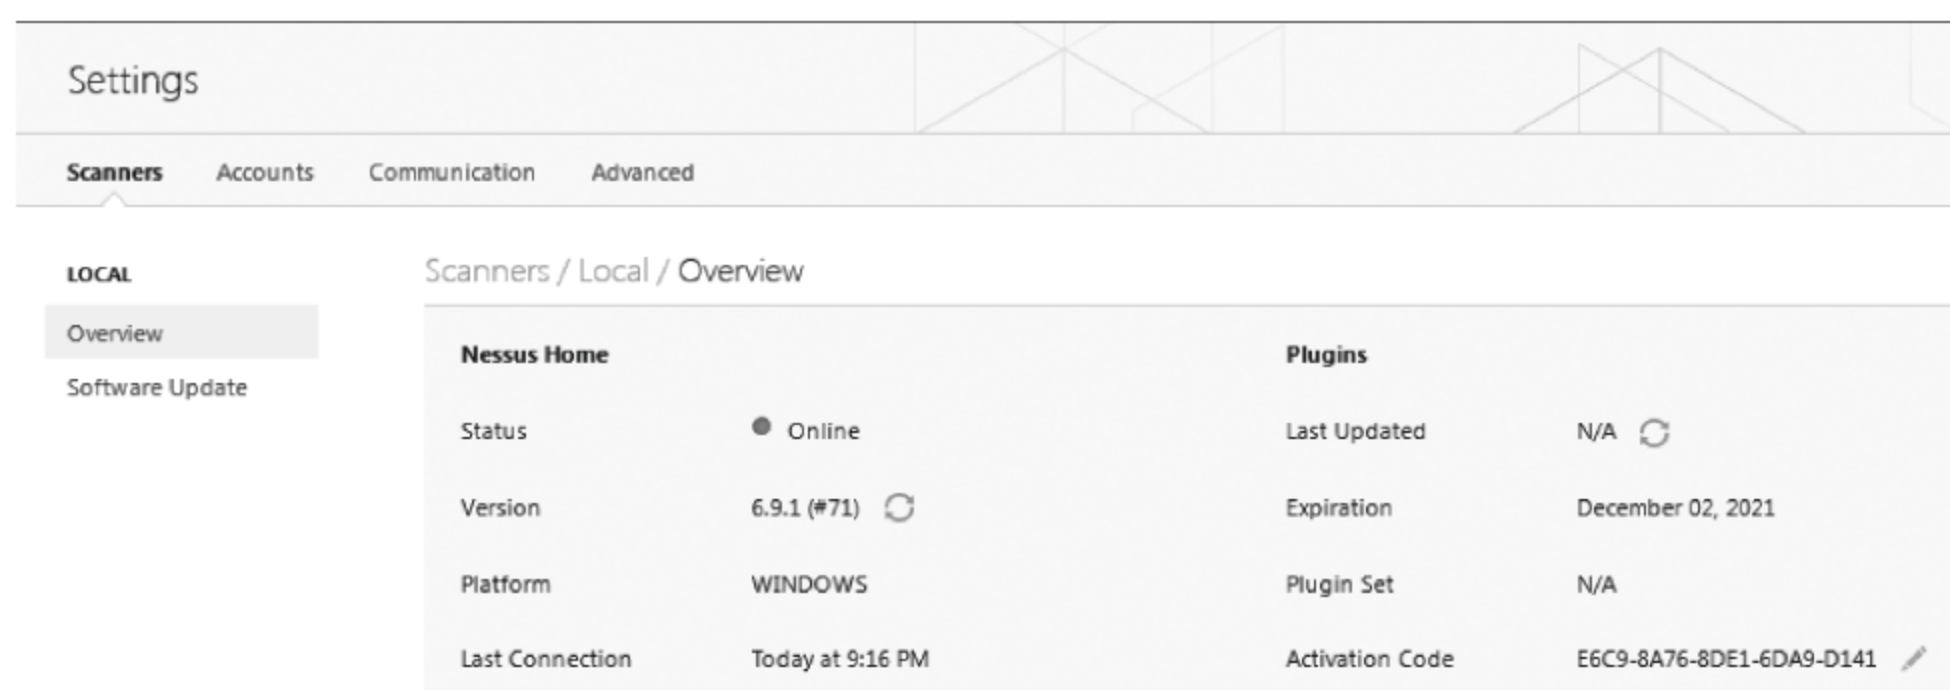 Settings
Scanners Accounts Communication Advanced
LOCAL
Overview
Software Update
Scanners / Local / Overview
Nessus Home
Status Online
Version 6.9.1 (#71)
Platform WINDOWS
Last Connection Today at 9:16 PM
Plugins
Last Updated N/A
Expiration December 02, 2021
Plugin Set N/A
Activation Code E6C9-8A76-8DE1-6DA9-D141